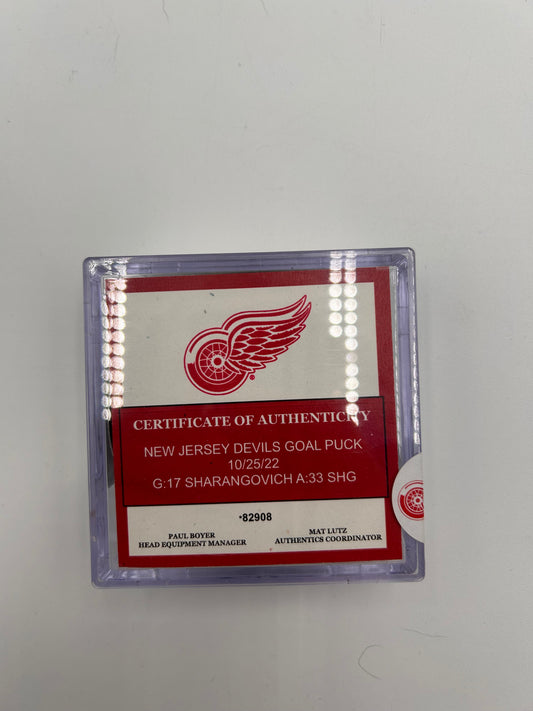 CERTIFICATE OF AUTHENTICITY
NEW JERSEY DEVILS GOAL PUCK
10/25/22
G:17 SHARANGOVICH A:33 SHG
*82908
PAUL BOYER
HEAD EQUIPMENT MANAGER
MAT LUTZ
AUTHENTICS COORDINATOR